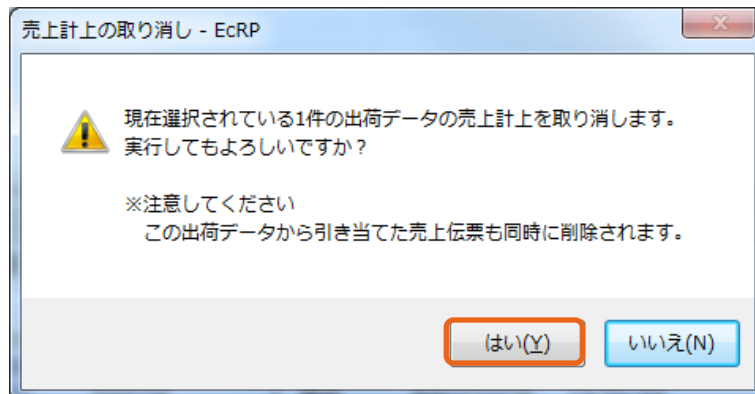 売上計上の取り消し - EcRP
現在選択されている1件の出荷データの売上計上を取り消します。
実行してもよろしいですか？
※注意してください
この出荷データから引き当てた売上伝票も同時に削除されます。
はい(Y)
いいえ(N)